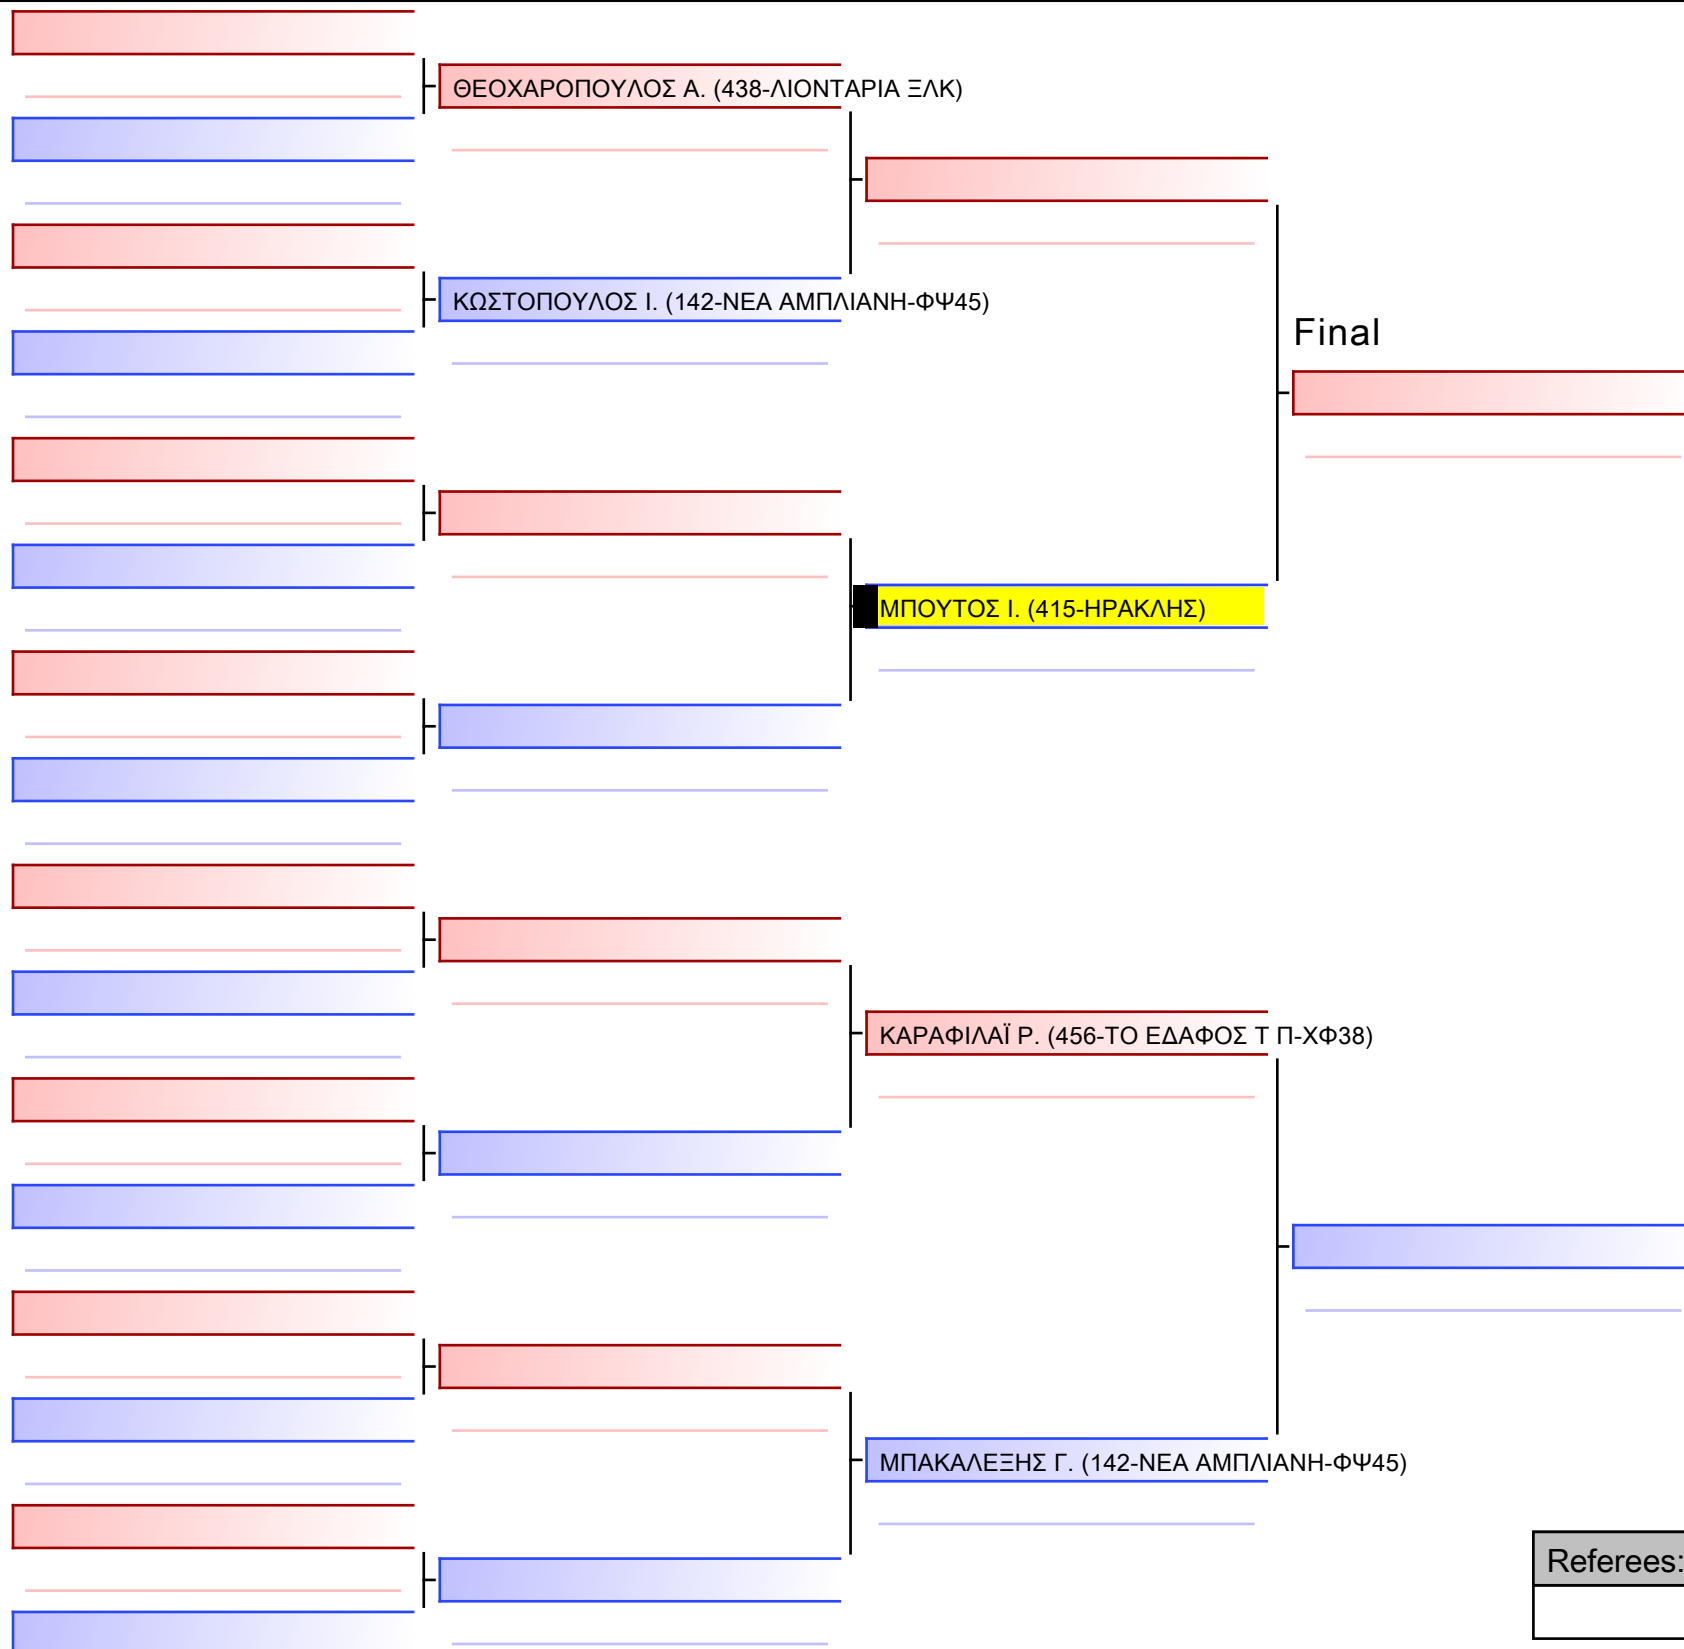 ΘΕΟΧΑΡΟΠΟΥΛΟΣ Α. (438-ΛΙΟΝΤΑΡΙΑ ΞΛΚ)
ΚΩΣΤΟΠΟΥΛΟΣ Ι. (142-ΝΕΑ ΑΜΠΛΙΑΝΗ-ΦΨ45)
Final
ΜΠΟΥΤΟΣ Ι. (415-ΗΡΑΚΛΗΣ)
ΚΑΡΑΦΙΛΑΪ Ρ. (456-ΤΟ ΕΔΑΦΟΣ Τ Π-ΧΦ38)
ΜΠΑΚΑΛΕΞΗΣ Γ. (142-ΝΕΑ ΑΜΠΛΙΑΝΗ-ΦΨ45)
Referees: